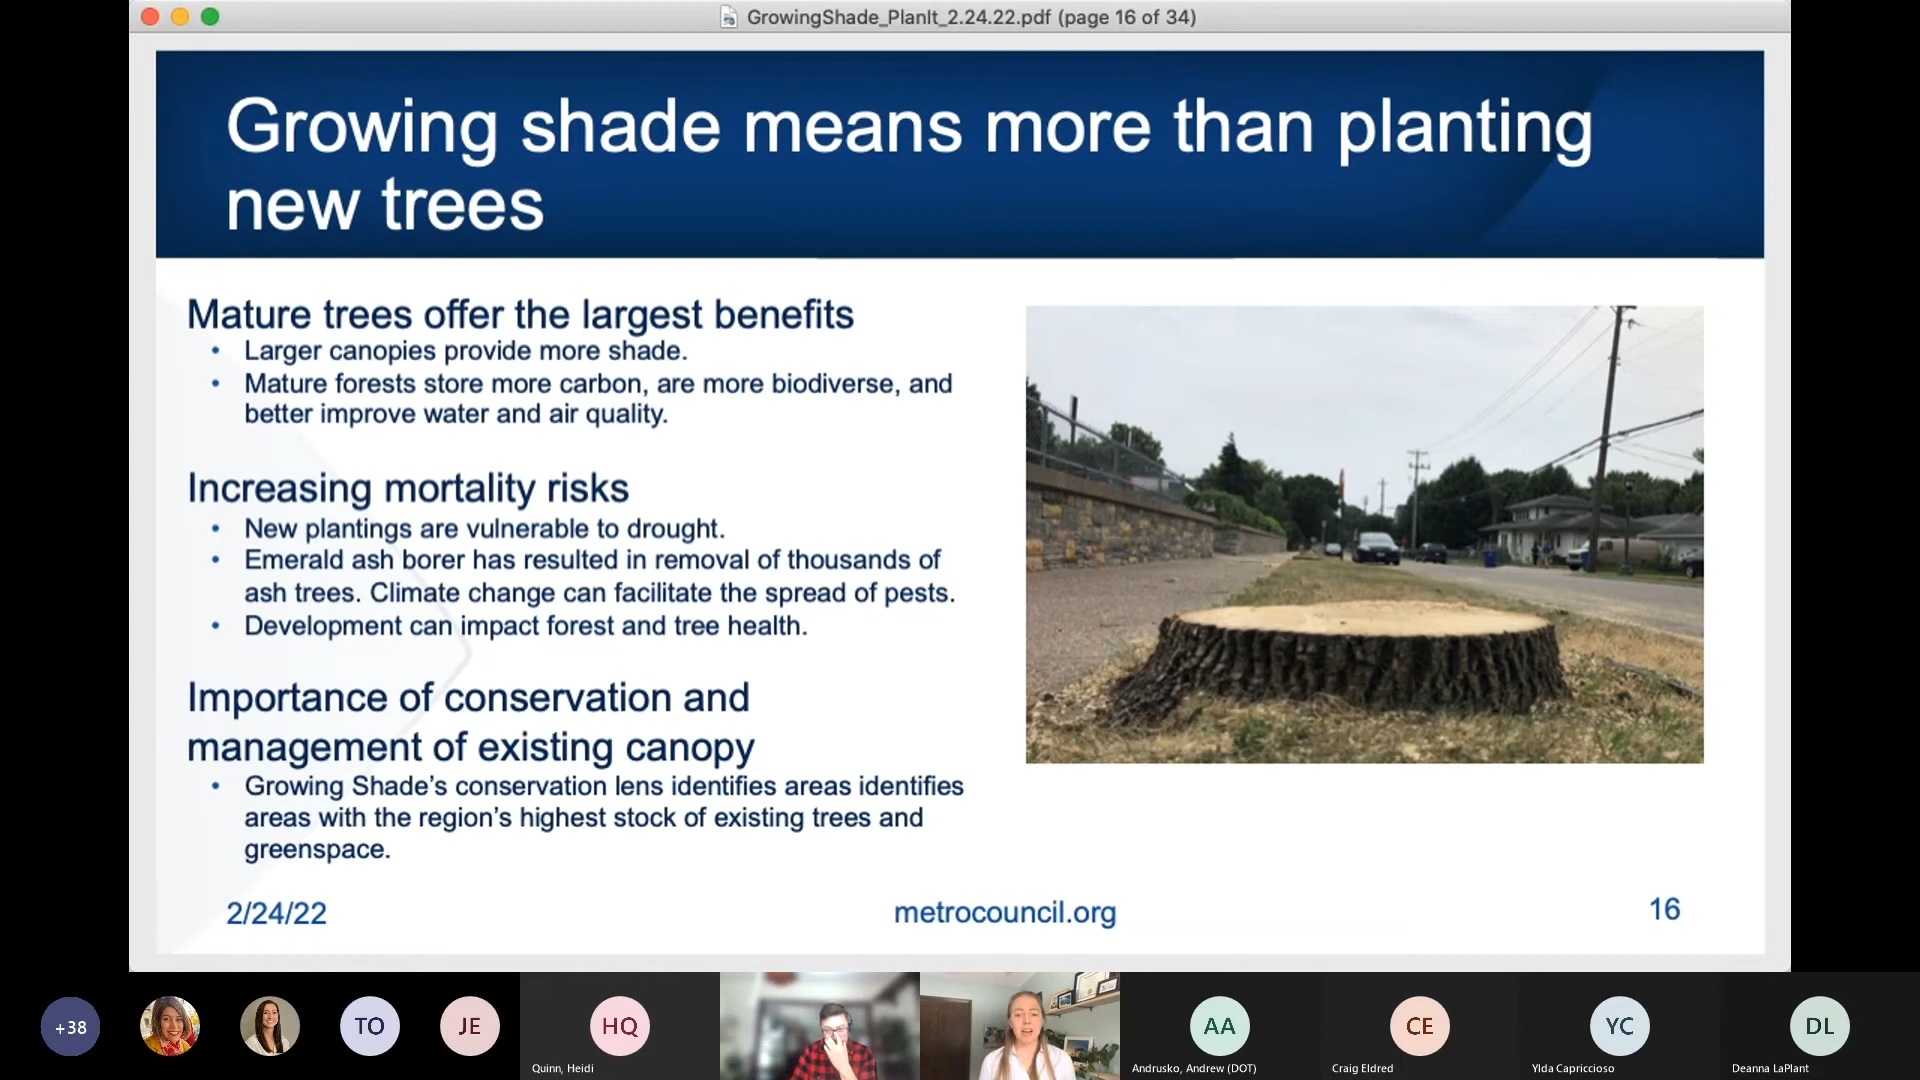 GrowingShade_PlanIt_2.24.22.pdf (page 16 of 34)
Growing shade means more than planting
new trees
Mature trees offer the largest benefits
• Larger canopies provide more shade.
• Mature forests store more carbon, are more biodiverse, and
better improve water and air quality.
Increasing mortality risks
• New plantings are vulnerable to drought.
• Emerald ash borer has resulted in removal of thousands of
ash trees. Climate change can facilitate the spread of pests.
• Development can impact forest and tree health.
Importance of conservation and
management of existing canopy
• Growing Shade’s conservation lens identifies areas identifies
areas with the region’s highest stock of existing trees and
greenspace.
2/24/22
metrocouncil.org
16
+38
TO
JE
HQ
Quinn, Heidi
AA
Andrusko, Andrew (DOT)
CE
Craig Eldred
YC
Ylda Capriccioso
DL
Deanna LaPlant